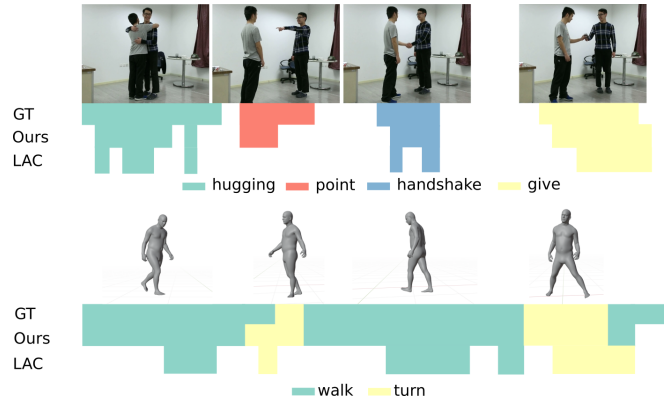 GT
Ours
LAC
hugging point handshake give
GT
Ours
LAC
walk turn